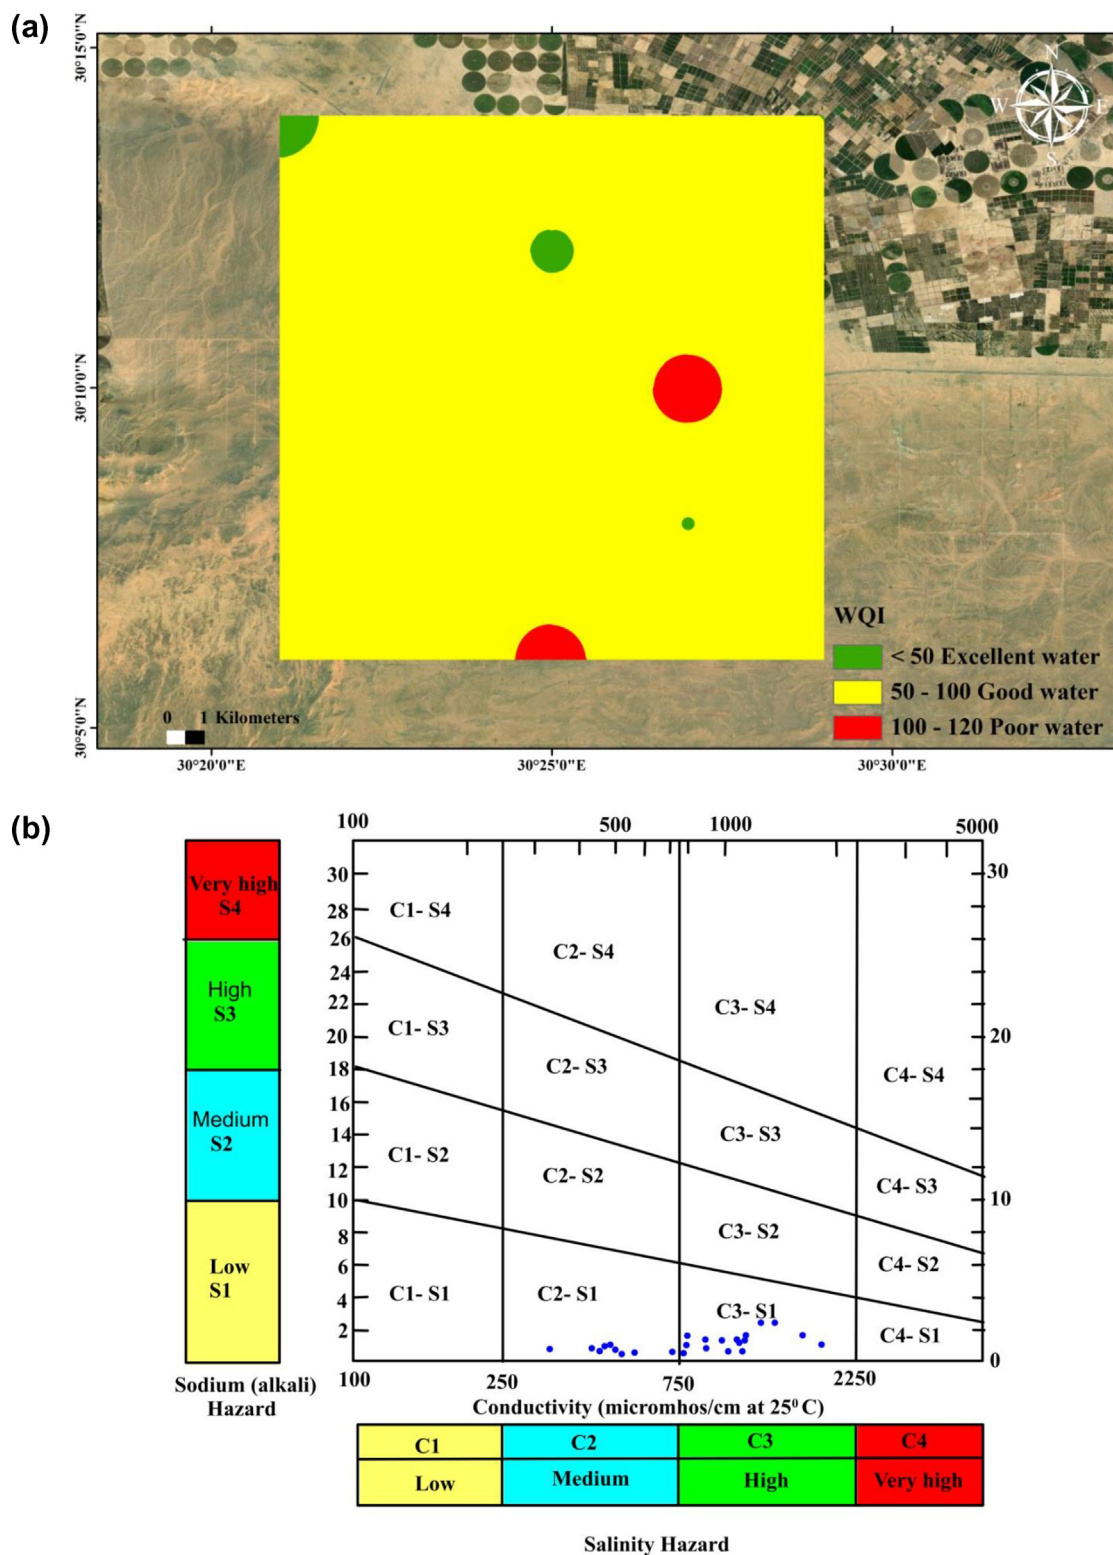 (a)
30°15'0"N
30°10'0"N
30°5'0"N
N
W E
S
WQI
< 50 Excellent water
50 - 100 Good water
100 - 120 Poor water
0 1 Kilometers
30°20'0"E 30°25'0"E 30°30'0"E
(b)
100 500 1000 5000
Very high
S4
High
S3
Medium
S2
Low
S1
Sodium (alkali)
Hazard
30
28
26
24
22
20
18
16
14
12
10
8
6
4
2
C1- S4
C2- S4
C3- S4
C4- S4
C1- S3
C2- S3
C3- S3
C4- S3
C1- S2
C2- S2
C3- S2
C4- S2
C1- S1
C2- S1
C3- S1
C4- S1
30
20
10
0
100 250 750 2250
Conductivity (micromhos/cm at 25⁰ C)
C1 C2 C3 C4
Low Medium High Very high
Salinity Hazard